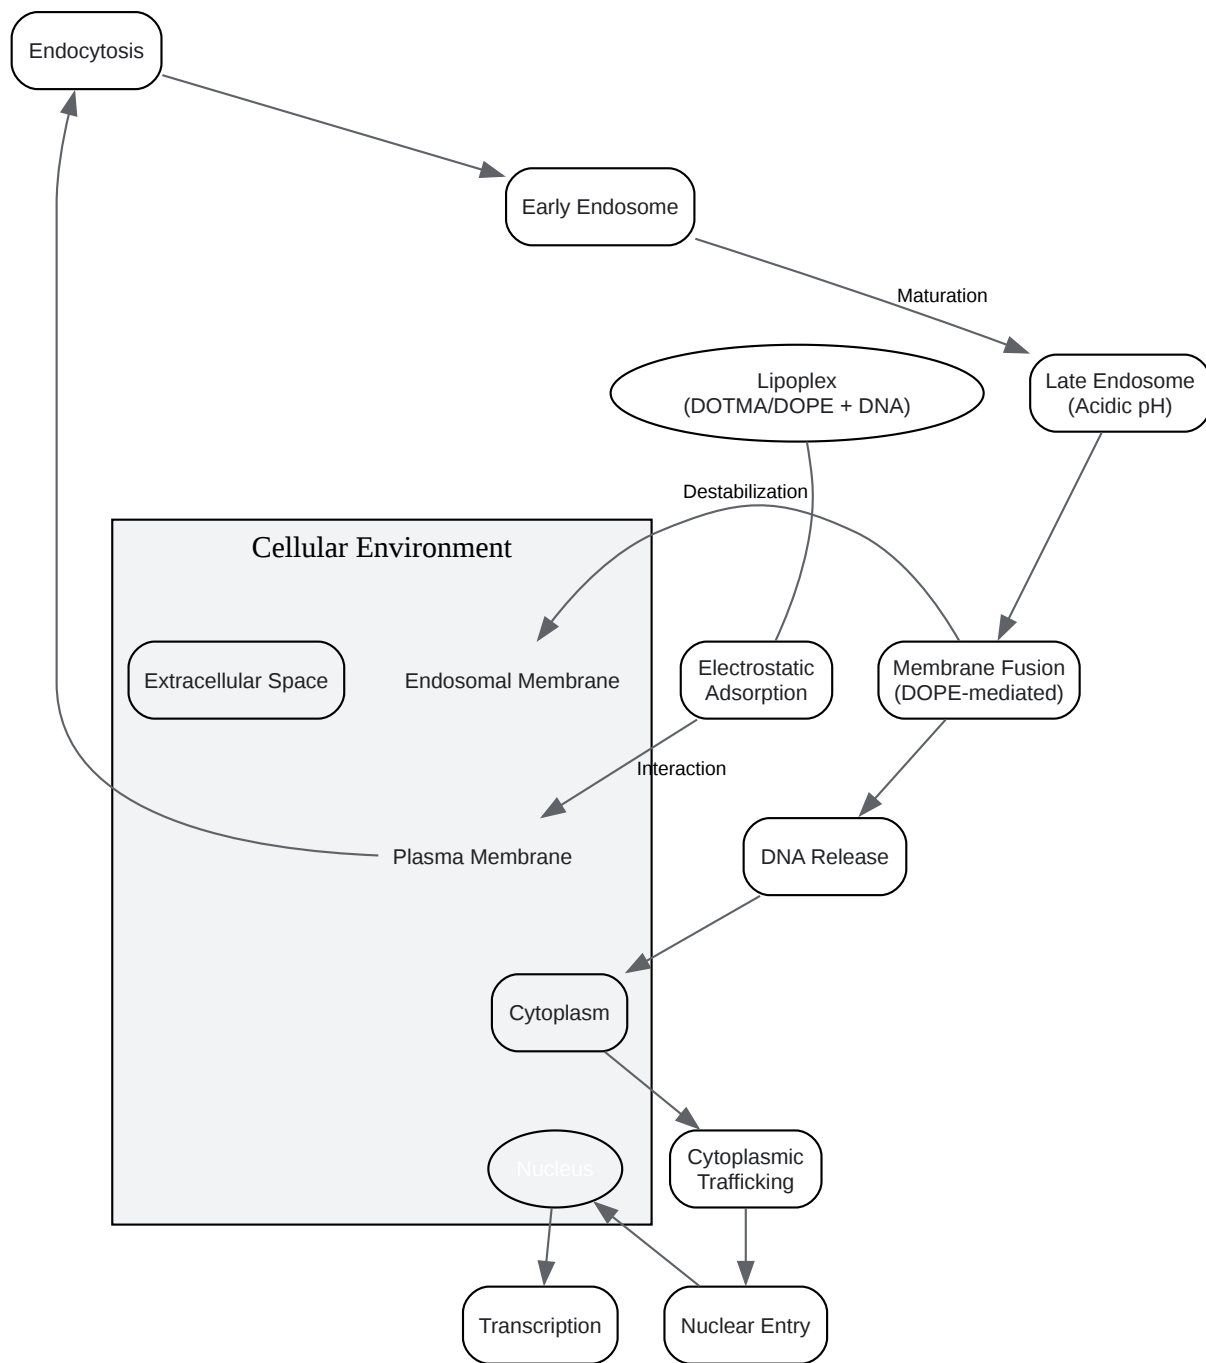 Endocytosis
Early Endosome
Maturation
Lipoplex
(DOTMA/DOPE + DNA)
Late Endosome
(Acidic pH)
Destabilization
Cellular Environment
Extracellular Space
Endosomal Membrane
Electrostatic
Adsorption
Membrane Fusion
(DOPE-mediated)
Interaction
Plasma Membrane
DNA Release
Cytoplasm
Nucleus
Cytoplasmic
Trafficking
Transcription
Nuclear Entry